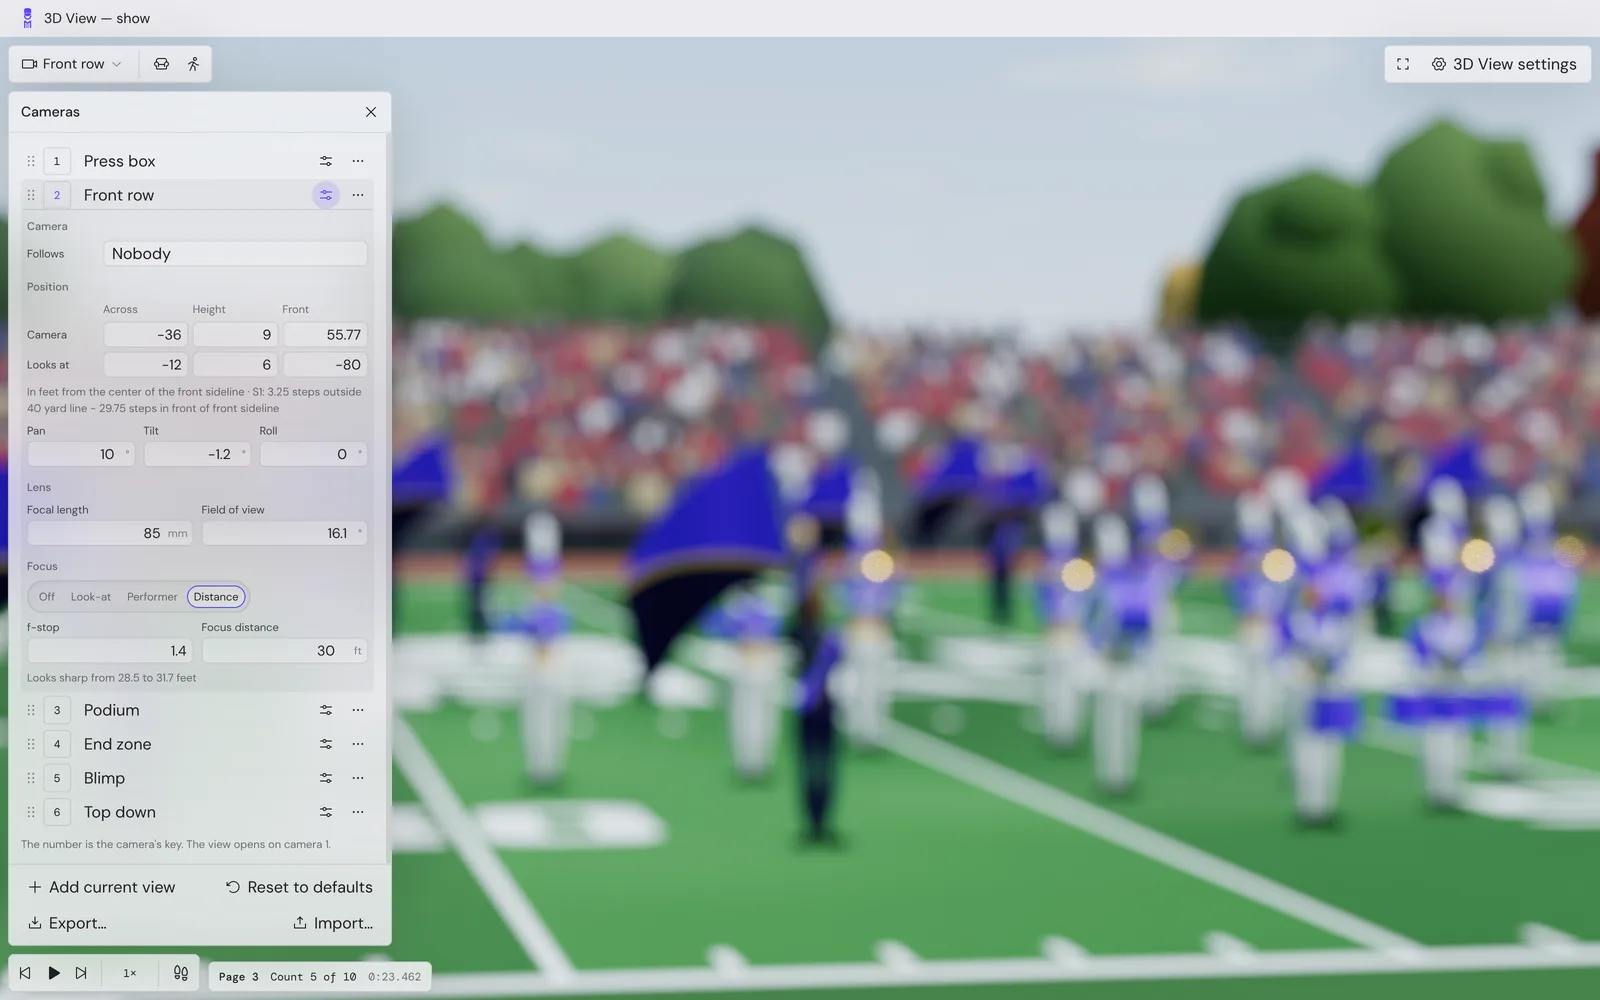 3D View — show
Front row
3D View settings
Cameras
1 Press box
2 Front row
Camera
Follows Nobody
Position
Across Height Front
Camera -36 9 55.77
Looks at -12 6 -80
In feet from the center of the front sideline · S1: 3.25 steps outside
40 yard line - 29.75 steps in front of front sideline
Pan Tilt Roll
10 ° -1.2 ° 0 °
Lens
Focal length Field of view
85 mm 16.1 °
Focus
Off Look-at Performer Distance
f-stop Focus distance
1.4 30 ft
Looks sharp from 28.5 to 31.7 feet
3 Podium
4 End zone
5 Blimp
6 Top down
The number is the camera's key. The view opens on camera 1.
Add current view Reset to defaults
Export... Import...
1× Page 3 Count 5 of 10 0:23.462